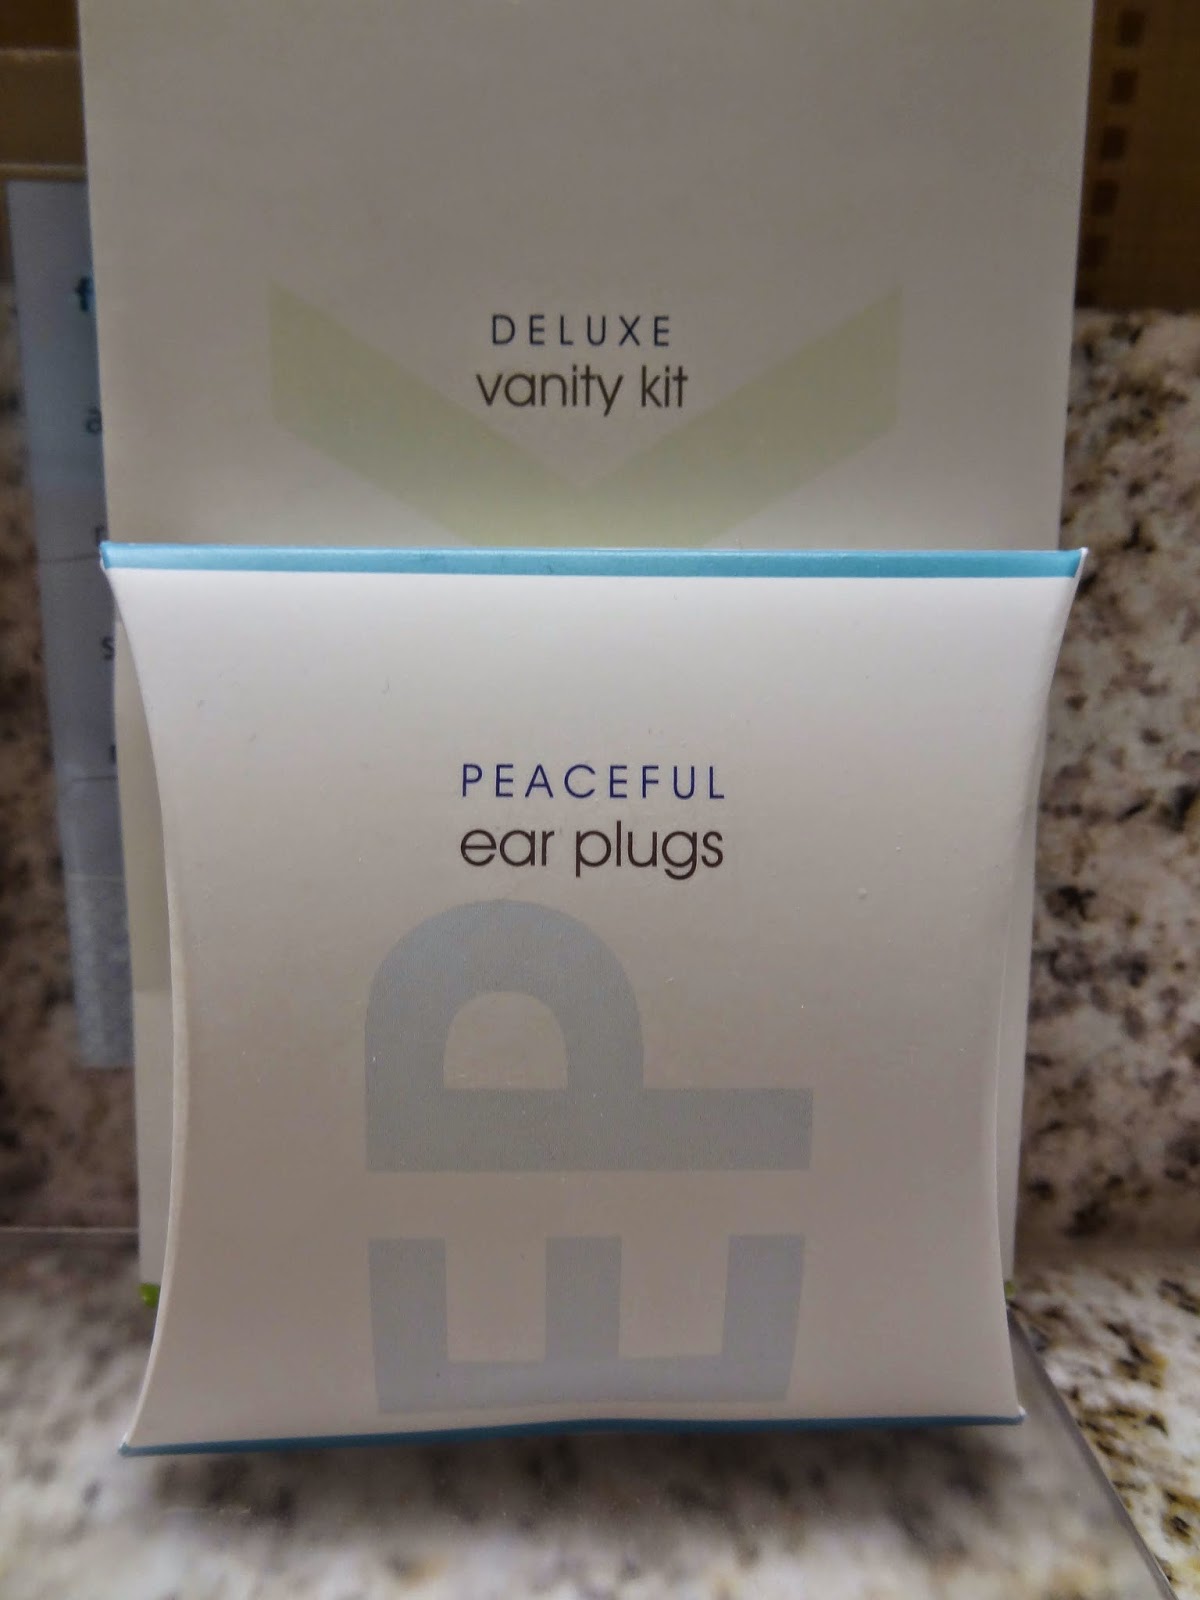 DELUXE
vanity kit
PEACEFUL
ear plugs
EP